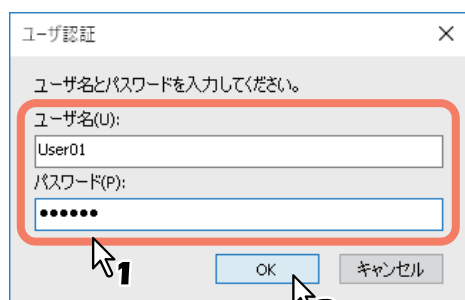 ユーザ認証
ユーザ名とパスワードを入力してください。
ユーザ名(U):
User01
パスワード(P):
●●●●●●
1
OK
キャンセル